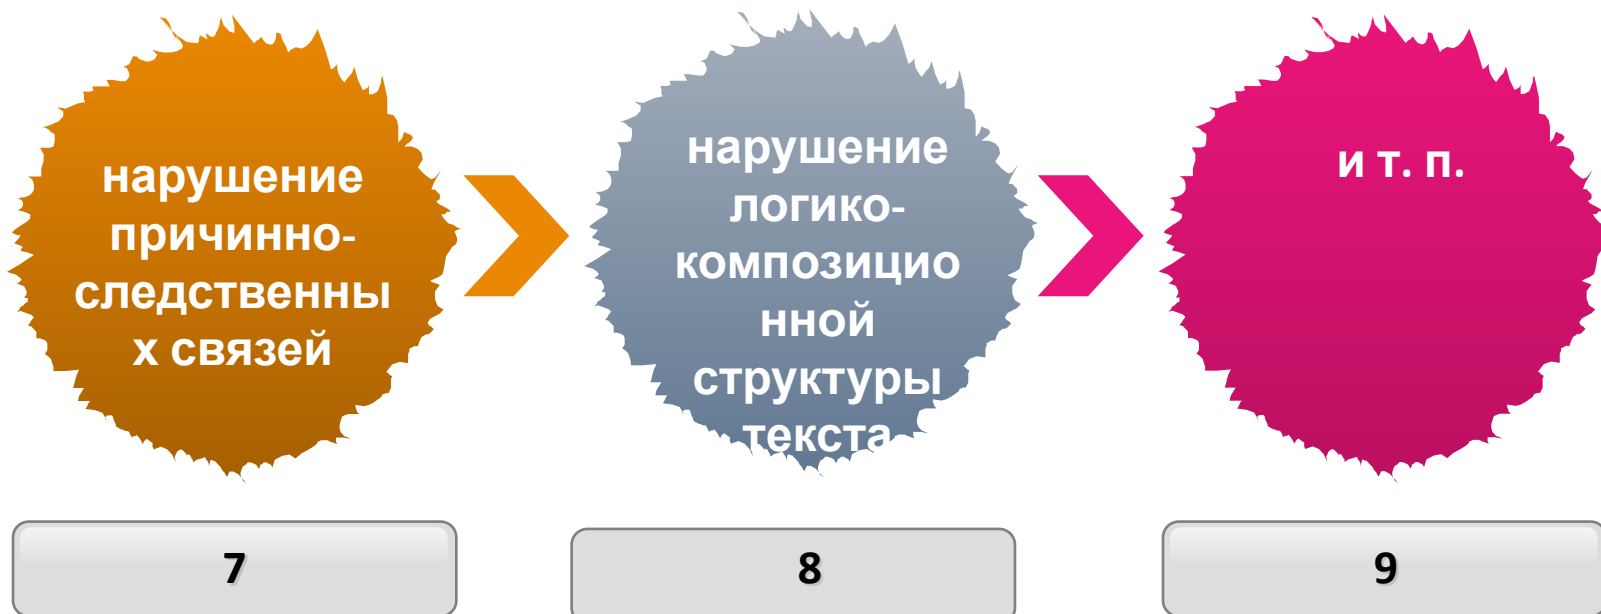 нарушение
причинно-
следственны
х связей
нарушение
логико-
композицио
нной
структуры
текста
и т. п.
7
8
9